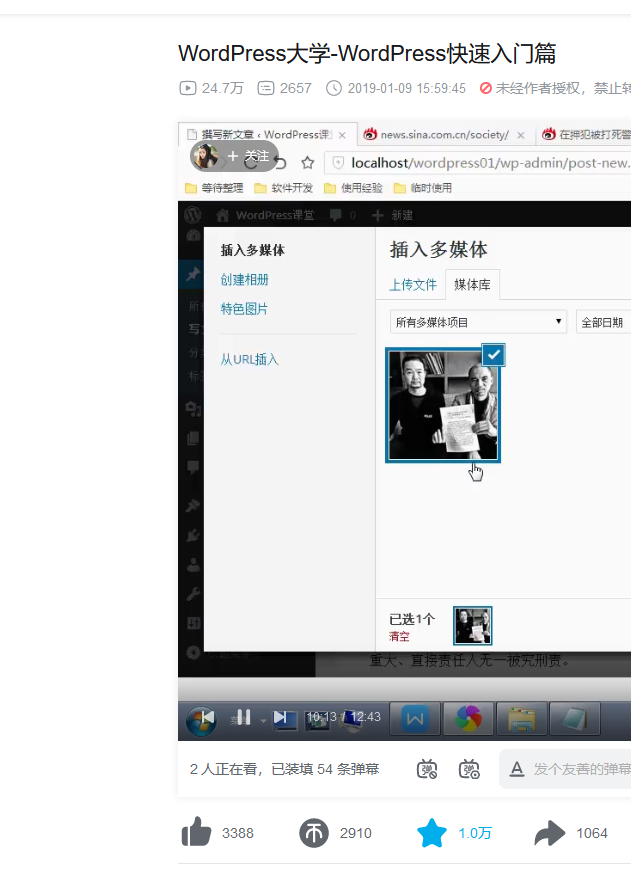 WordPress大学-WordPress快速入门篇
24.7万 2657 2019-01-09 15:59:45 未经作者授权，禁止转
撰写新文章 ‹ WordPress课 news.sina.com.cn/society/ 在押犯被打死警
+ 关注
localhost/wordpress01/wp-admin/post-new.
等待整理 软件开发 使用经验 临时使用
WordPress课堂 0 新建
插入多媒体
创建相册
特色图片
从URL插入
插入多媒体
上传文件 媒体库
所有多媒体项目 全部日期
已选1个
清空
重大、直接责任人无一被究刑责。
10:13 / 12:43
2 人正在看，已装填 54 条弹幕
发个友善的弹幕
3388 2910 1.0万 1064